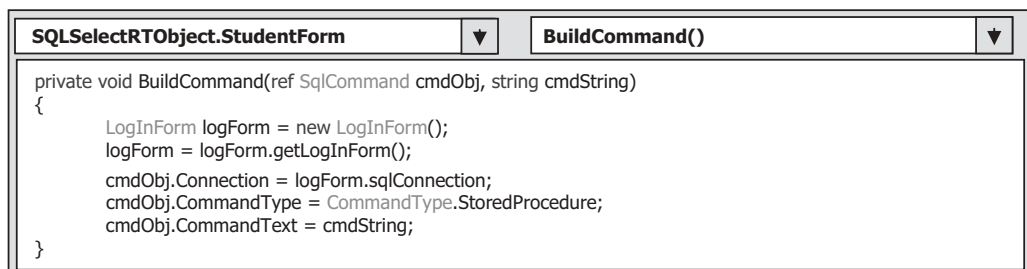 SQLSelectRTObject.StudentForm BuildCommand()
private void BuildCommand(ref SqlCommand cmdObj, string cmdString)
{
LogInForm logForm = new LogInForm();
logForm = logForm.getLogInForm();
cmdObj.Connection = logForm.sqlConnection;
cmdObj.CommandType = CommandType.StoredProcedure;
cmdObj.CommandText = cmdString;
}